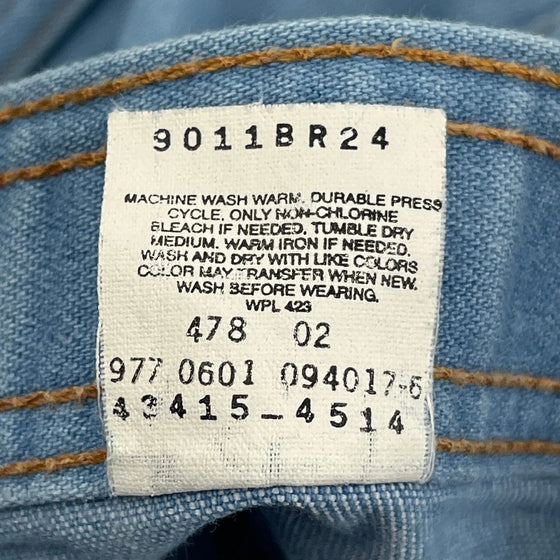 9011BR24
MACHINE WASH WARM. DURABLE PRESS
CYCLE. ONLY NON-CHLORINE
BLEACH IF NEEDED. TUMBLE DRY
MEDIUM. WARM IRON IF NEEDED.
WASH AND DRY WITH LIKE COLORS
COLOR MAY TRANSFER WHEN NEW.
WASH BEFORE WEARING.
WPL 423
478 02
977 0601 094017-6
43415-4514